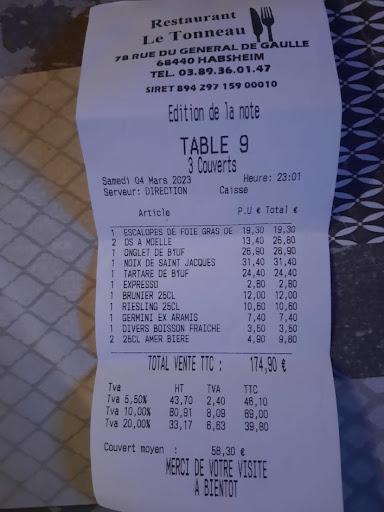 Restaurant
Le Tonneau
78 RUE DU GENERAL DE GAULLE
68440 HABSHEIM
TEL. 03.89.36.01.47
SIRET 894 297 159 00010
Edition de la note
TABLE 9
3 Couverts
Samedi 04 Mars 2023 Heure: 23:01
Serveur: DIRECTION Caisse
Article P.U € Total €
1 ESCALOPES DE FOIE GRAS DE 19,30 19,30
2 OS A MOELLE 13,40 26,80
1 ONGLET DE B1UF 26,90 26,90
1 NOIX DE SAINT JACQUES 31,40 31,40
1 TARTARE DE B1UF 24,40 24,40
1 EXPRESSO 2,80 2,80
1 BRUNIER 25CL 12,00 12,00
1 RIESLING 25CL 10,60 10,60
1 GERMINI EX ARAMIS 7,40 7,40
1 DIVERS BOISSON FRAICHE 3,50 3,50
2 25CL AMER BIERE 4,90 9,80
TOTAL VENTE TTC : 174,90 €
Tva HT TVA TTC
Tva 5,50% 43,70 2,40 46,10
Tva 10,00% 80,91 8,09 89,00
Tva 20,00% 33,17 6,63 39,80
Couvert moyen : 58,30 €
MERCI DE VOTRE VISITE
A BIENTOT